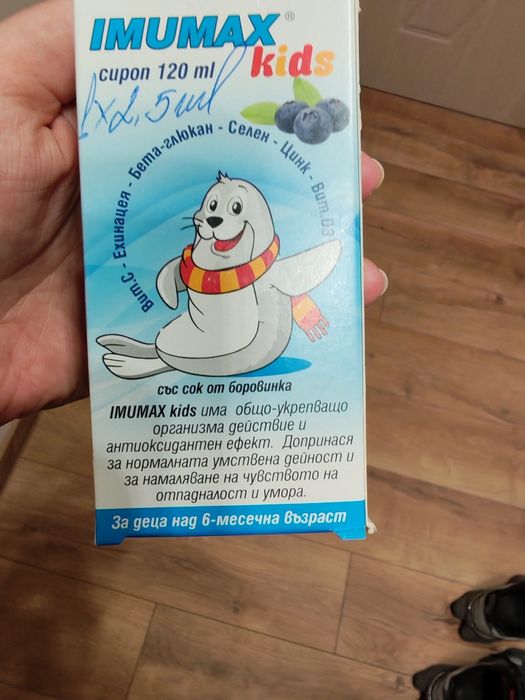 IMUMAX®
kids
сироп 120 ml
1x2,5ml
Вит.С - Ехинацея - Бета-глюкан - Селен - Цинк - Вит.D3
със сок от боровинка
IMUMAX kids има общо-укрепващо
организма действие и
антиоксидантен ефект. Допринася
за нормалната умствена дейност и
за намаляване на чувството на
отпадналост и умора.
За деца над 6-месечна възраст